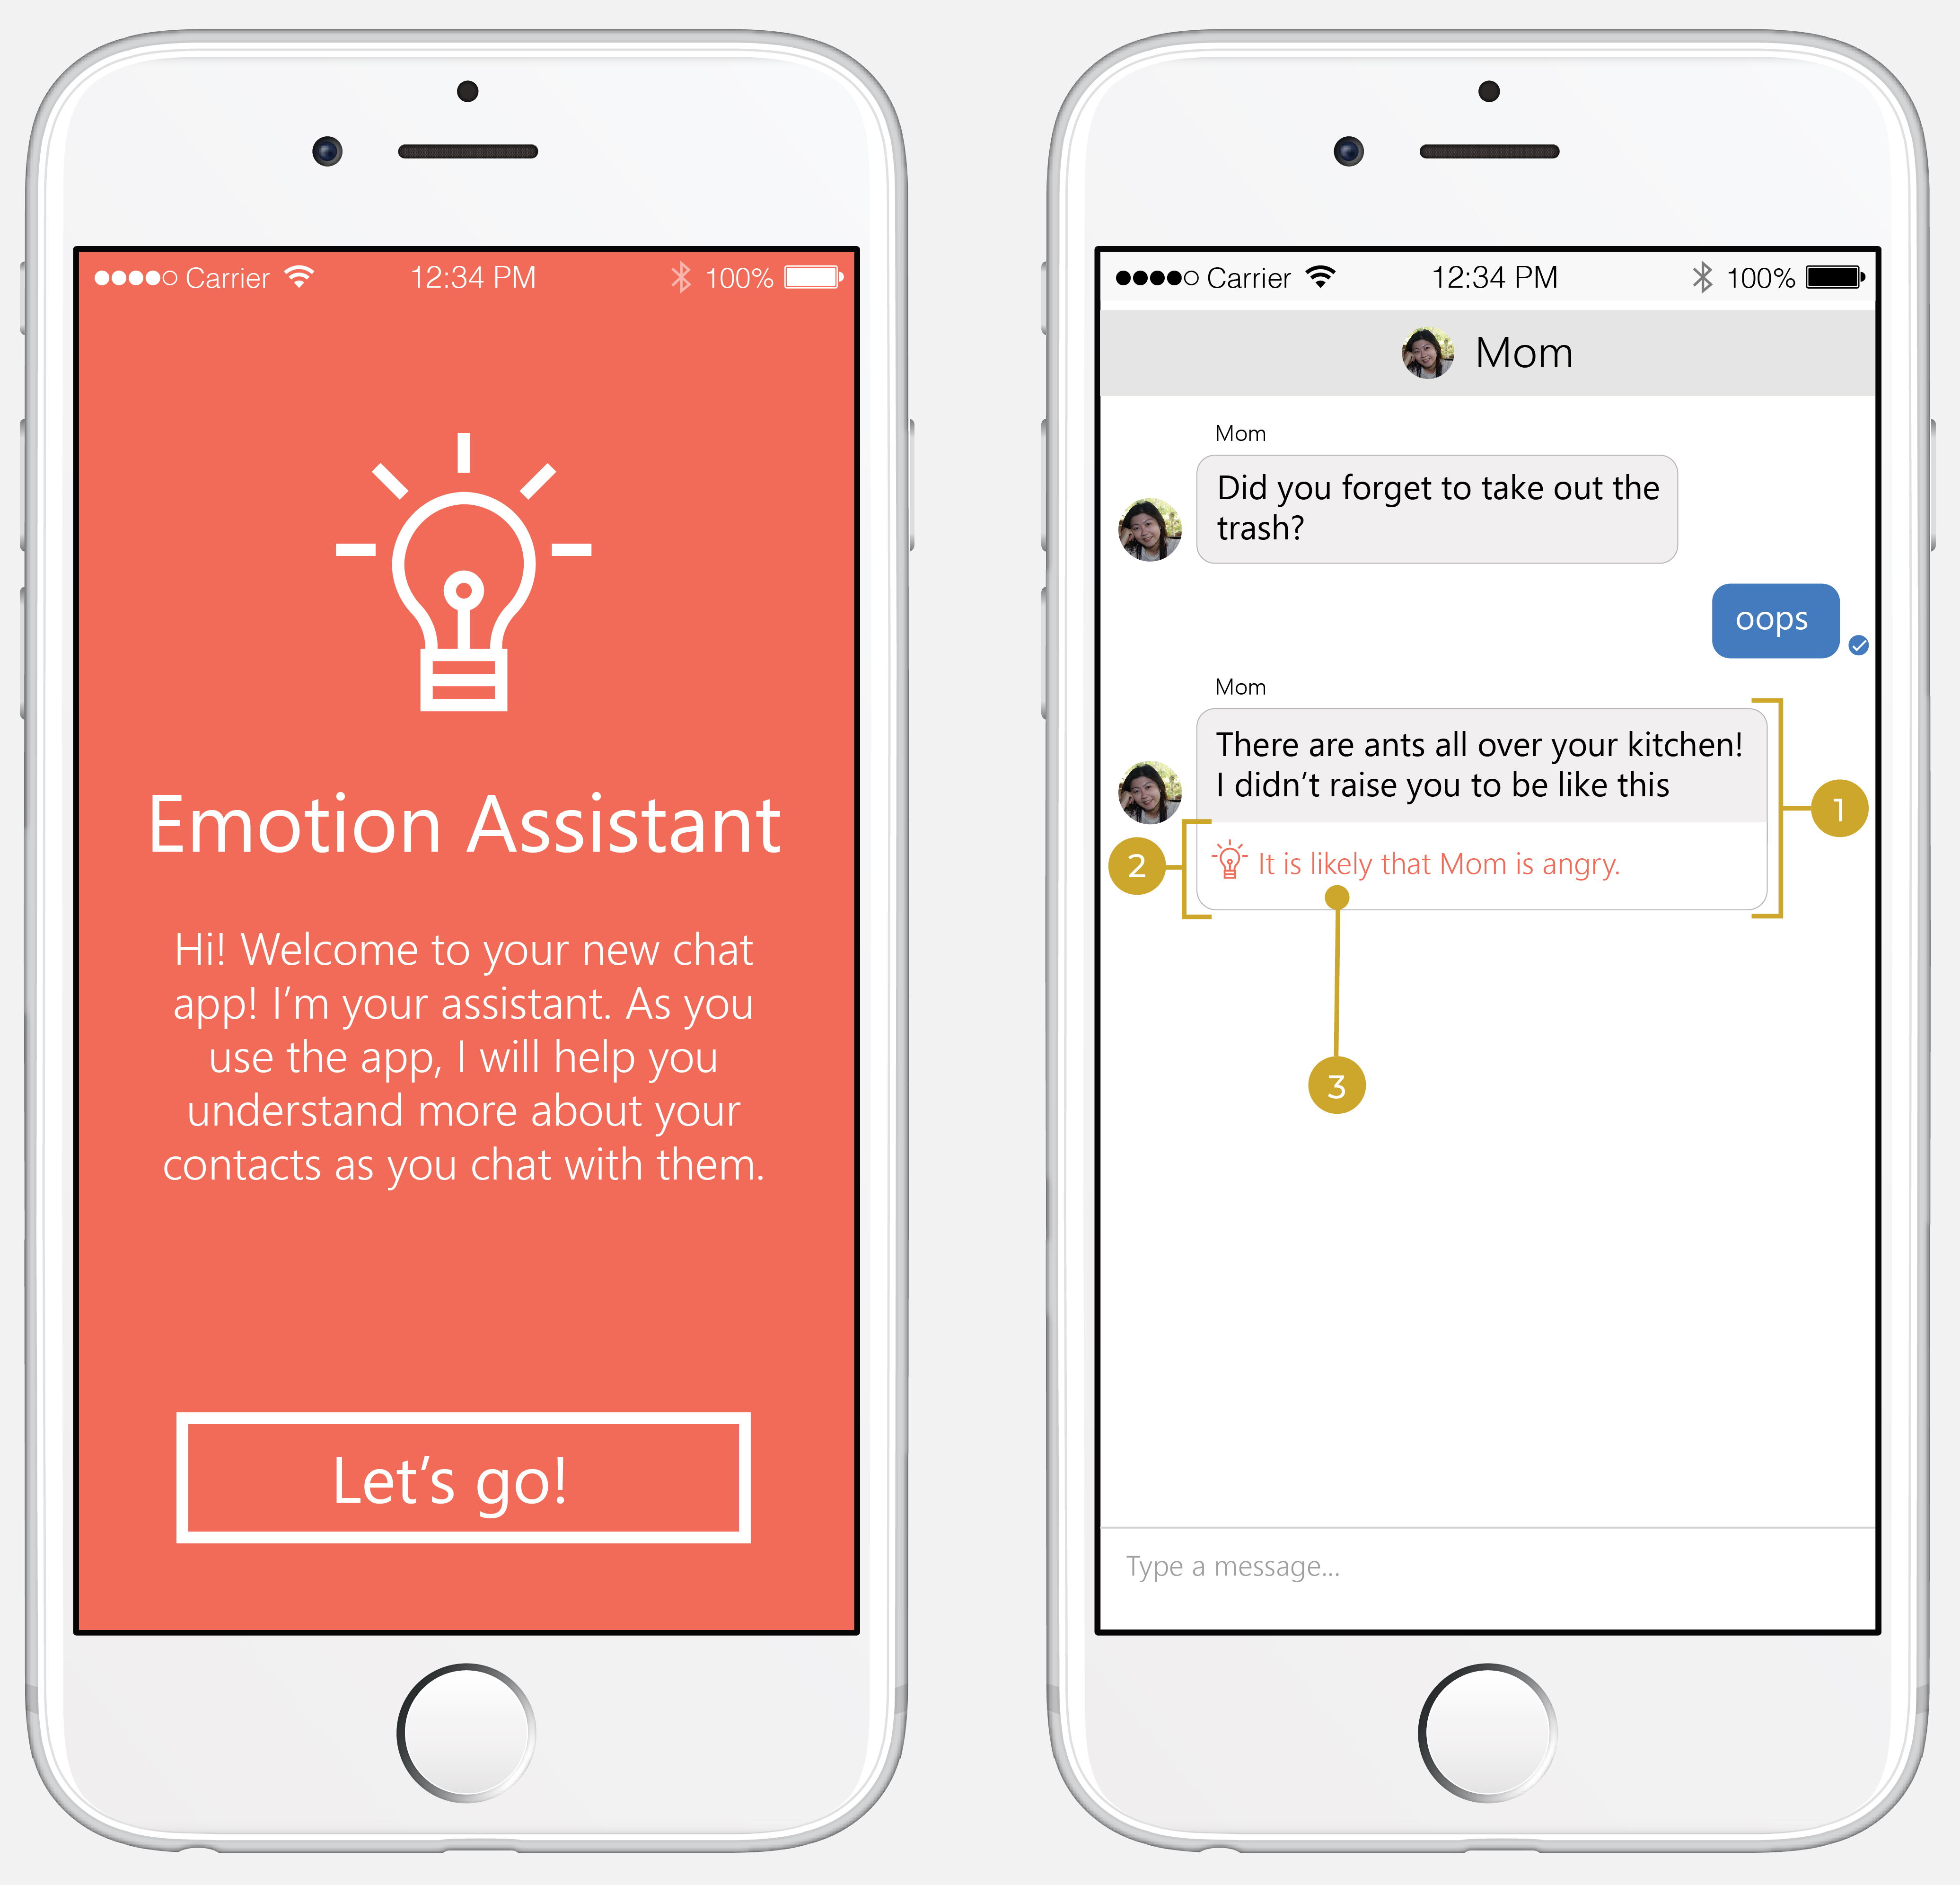 Carrier 12:34 PM 100%
Emotion Assistant
Hi! Welcome to your new chat
app! I'm your assistant. As you
use the app, I will help you
understand more about your
contacts as you chat with them.
Let's go!
Carrier 12:34 PM 100%
Mom
Mom
Did you forget to take out the
trash?
oops
Mom
There are ants all over your kitchen!
I didn't raise you to be like this
1
2
It is likely that Mom is angry.
3
Type a message...